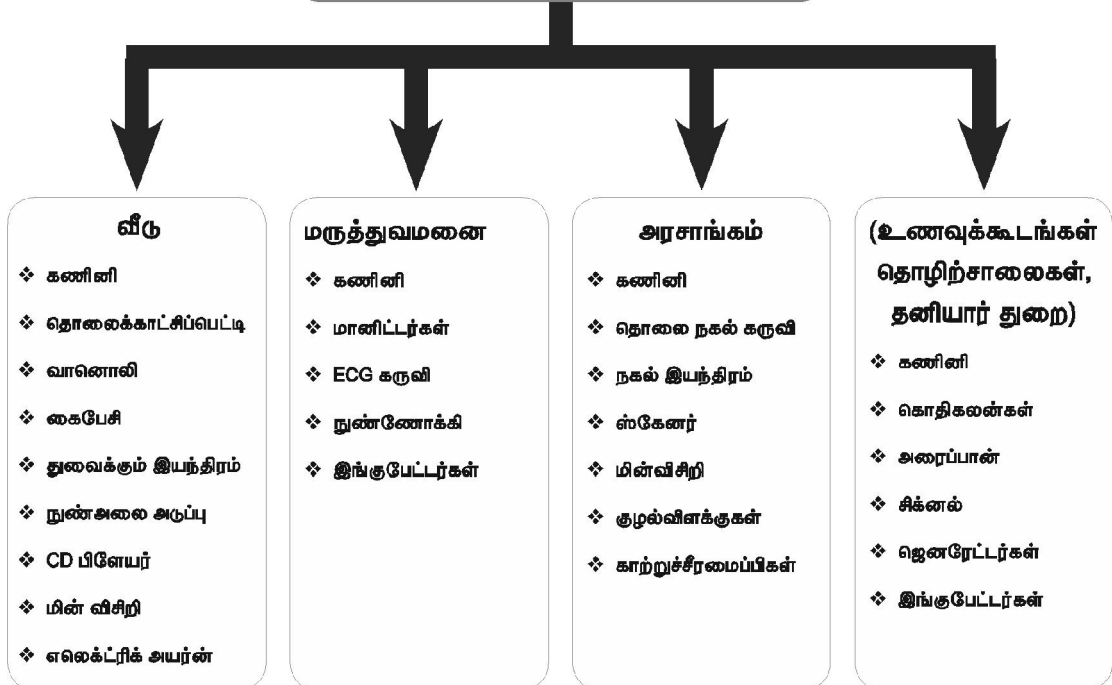 வீடு
❖ கணினி
❖ தொலைக்காட்சிப்பெட்டி
❖ வானொலி
❖ கைபேசி
❖ துவைக்கும் இயந்திரம்
❖ நுண்அலை அடுப்பு
❖ CD பிளேயர்
❖ மின் விசிறி
❖ எலெக்ட்ரிக் அயர்ன்
மருத்துவமனை
❖ கணினி
❖ மானிட்டர்கள்
❖ ECG கருவி
❖ நுண்ணோக்கி
❖ இங்குபேட்டர்கள்
அரசாங்கம்
❖ கணினி
❖ தொலை நகல் கருவி
❖ நகல் இயந்திரம்
❖ ஸ்கேனர்
❖ மின்விசிறி
❖ குழல்விளக்குகள்
❖ காற்றுச்சீரமைப்பிகள்
(உணவுக்கூடங்கள்
தொழிற்சாலைகள்,
தனியார் துறை)
❖ கணினி
❖ கொதிகலன்கள்
❖ அரைப்பான்
❖ சிக்னல்
❖ ஜெனரேட்டர்கள்
❖ இங்குபேட்டர்கள்